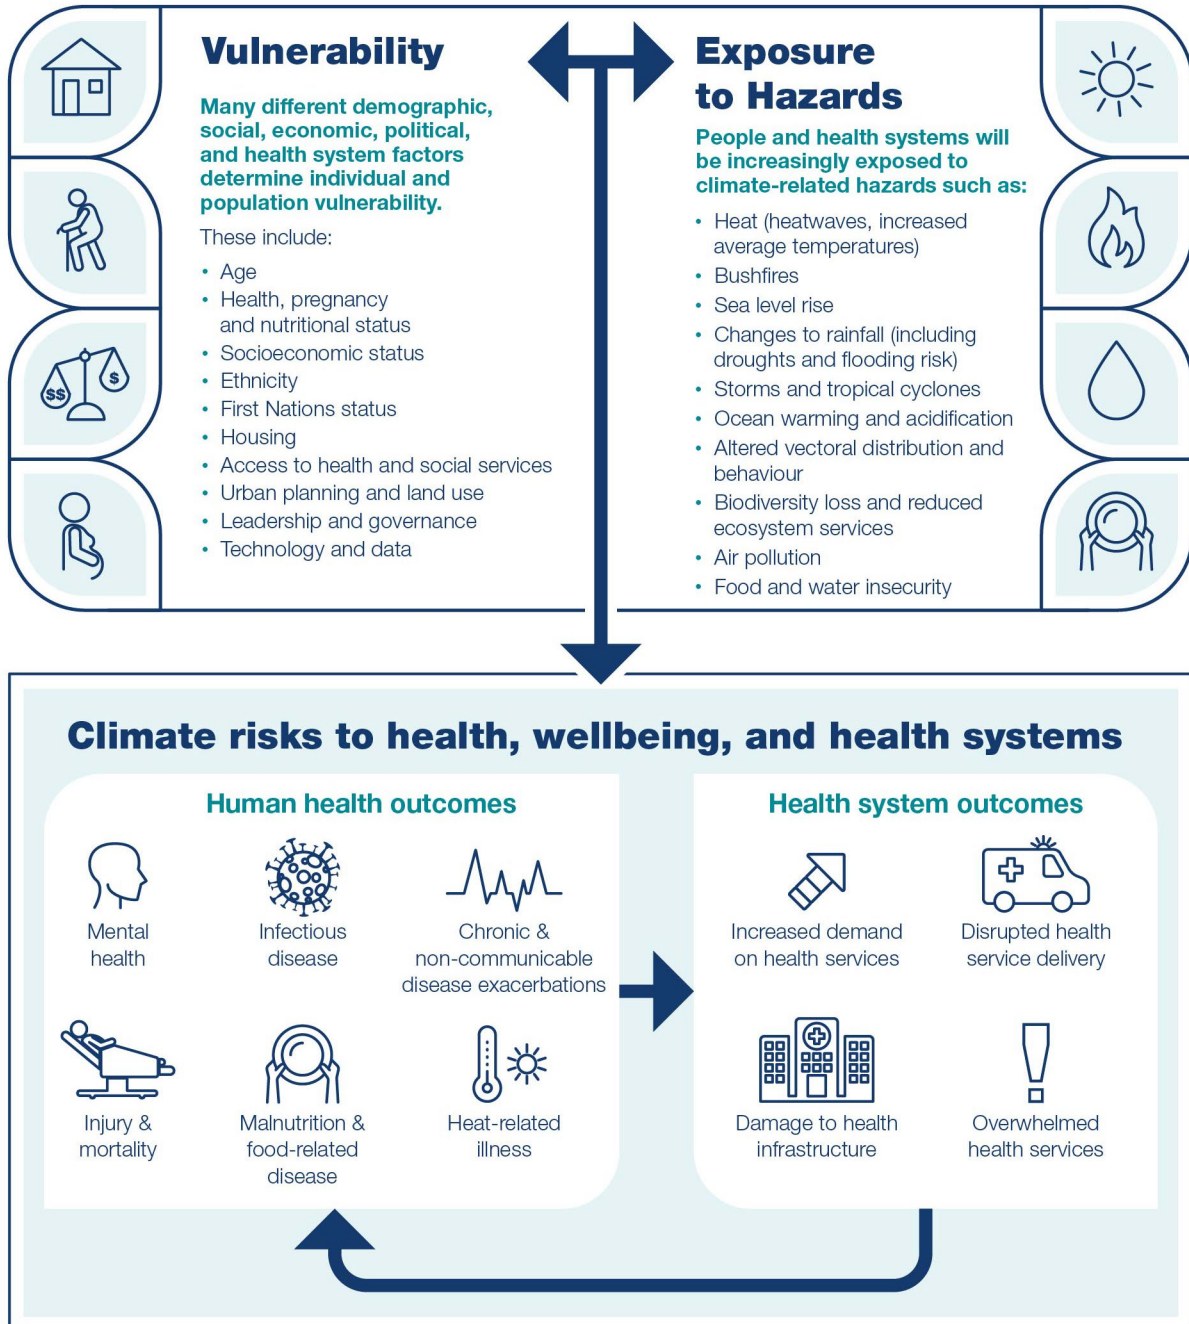 Vulnerability
Many different demographic,
social, economic, political,
and health system factors
determine individual and
population vulnerability.
These include:
• Age
• Health, pregnancy
and nutritional status
• Socioeconomic status
• Ethnicity
• First Nations status
• Housing
• Access to health and social services
• Urban planning and land use
• Leadership and governance
• Technology and data
$$
$
Exposure
to Hazards
People and health systems will
be increasingly exposed to
climate-related hazards such as:
• Heat (heatwaves, increased
average temperatures)
• Bushfires
• Sea level rise
• Changes to rainfall (including
droughts and flooding risk)
• Storms and tropical cyclones
• Ocean warming and acidification
• Altered vectoral distribution and
behaviour
• Biodiversity loss and reduced
ecosystem services
• Air pollution
• Food and water insecurity
Climate risks to health, wellbeing, and health systems
Human health outcomes
Mental
health
Infectious
disease
Chronic &
non-communicable
disease exacerbations
Injury &
mortality
Malnutrition &
food-related
disease
Heat-related
illness
Health system outcomes
Increased demand
on health services
Disrupted health
service delivery
Damage to health
infrastructure
Overwhelmed
health services